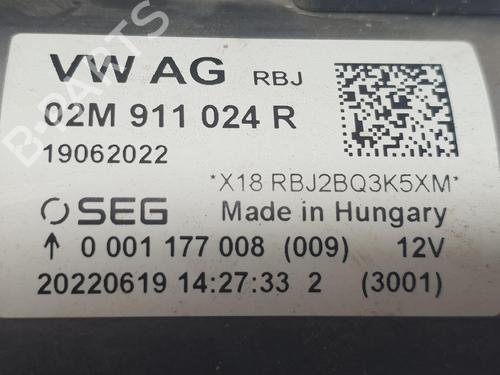 B-PARTS
VW AG RBJ
02M 911 024 R
19062022
*X18 RBJ2BQ3K5XM*
SEG Made in Hungary
↑ 0 001 177 008 (009) 12V
20220619 14:27:33 2 (3001)